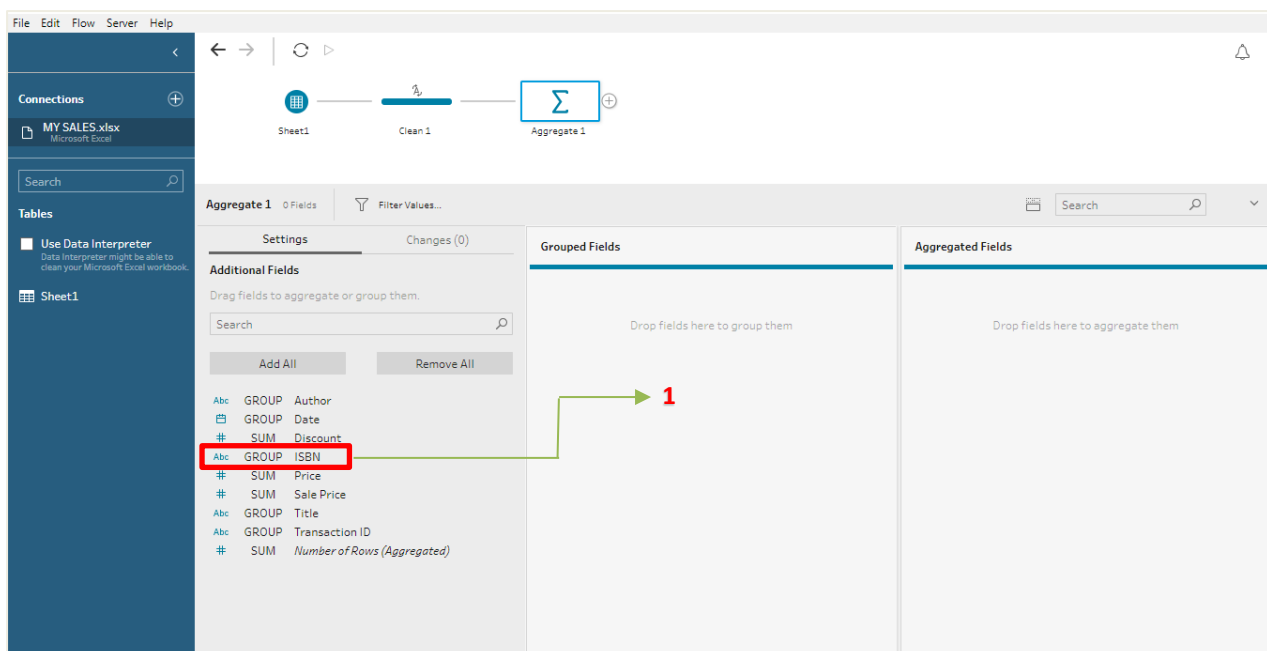 File Edit Flow Server Help
Connections
MY SALES.xlsx
Microsoft Excel
Search
Tables
Use Data Interpreter
Data Interpreter might be able to
clean your Microsoft Excel workbook.
Sheet1
Sheet1
Clean 1
Aggregate 1
Aggregate 1 0 Fields Filter Values...
Search
Settings Changes (0)
Additional Fields
Drag fields to aggregate or group them.
Search
Add All Remove All
Abc GROUP Author
GROUP Date
# SUM Discount
Abc GROUP ISBN
# SUM Price
# SUM Sale Price
Abc GROUP Title
Abc GROUP Transaction ID
# SUM Number of Rows (Aggregated)
Grouped Fields
Drop fields here to group them
1
Aggregated Fields
Drop fields here to aggregate them